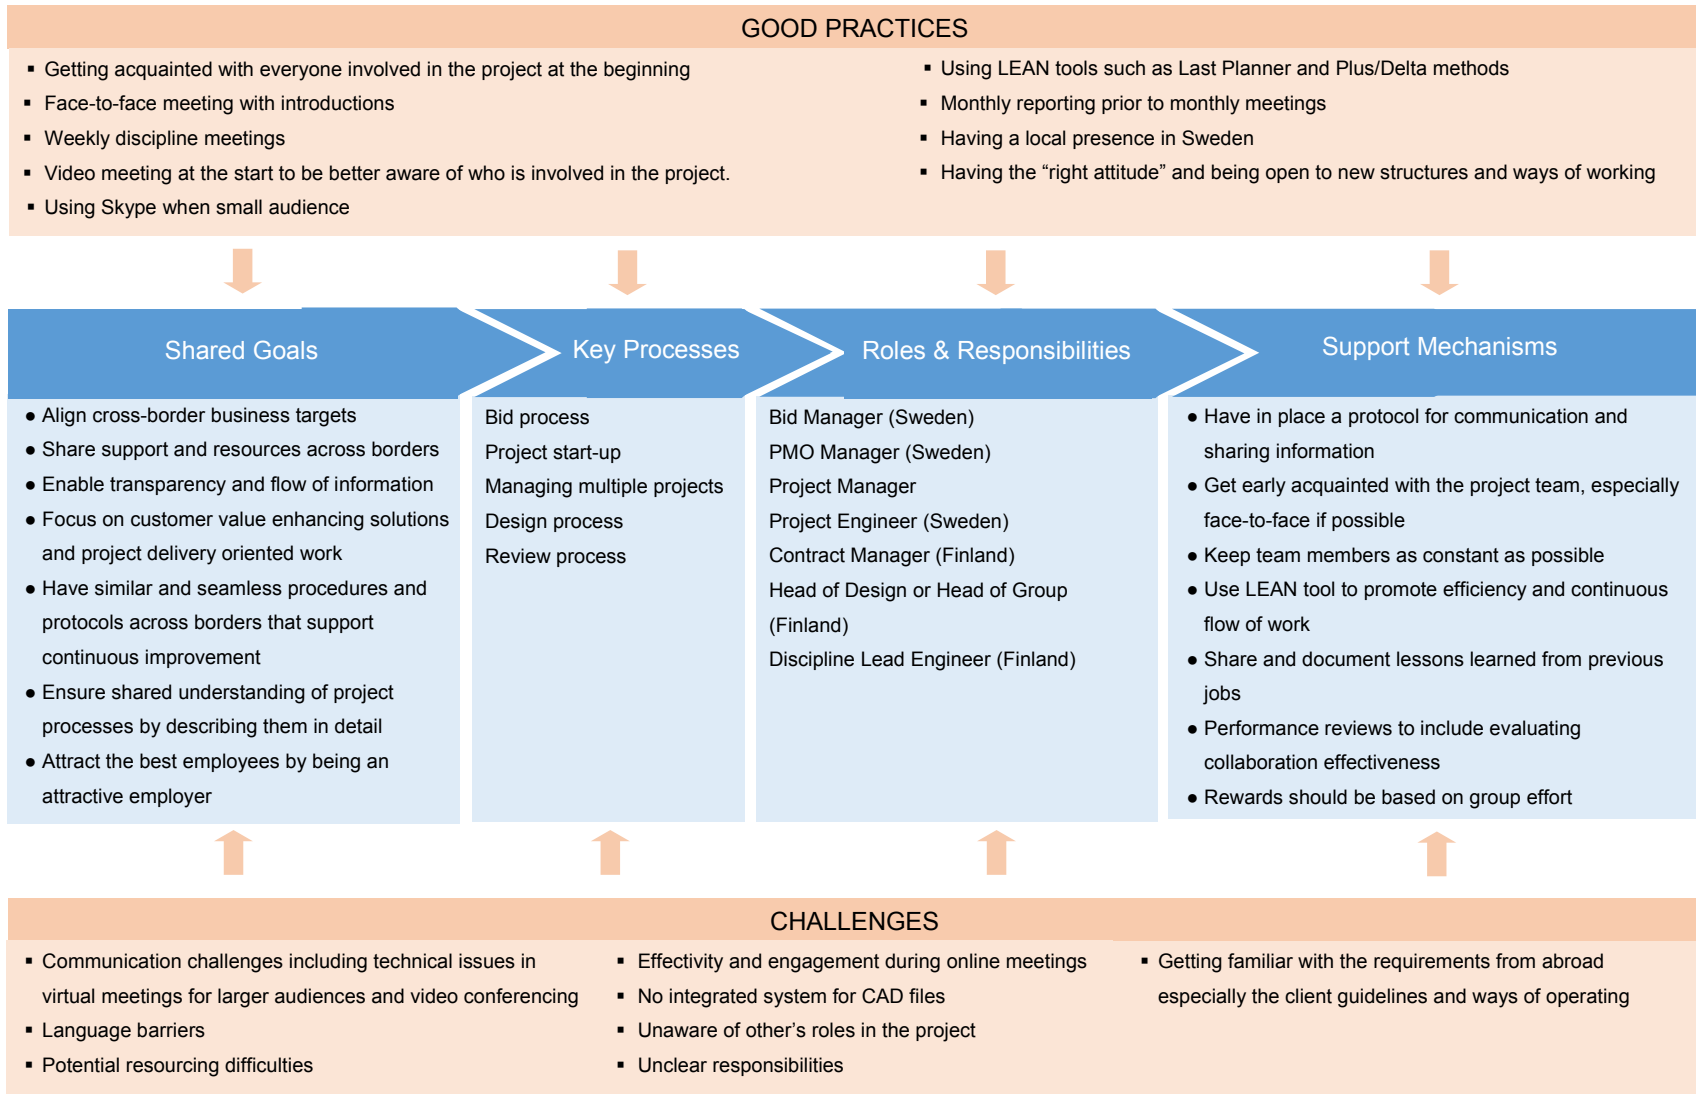 GOOD PRACTICES
▪ Getting acquainted with everyone involved in the project at the beginning
▪ Face-to-face meeting with introductions
▪ Weekly discipline meetings
▪ Video meeting at the start to be better aware of who is involved in the project.
▪ Using Skype when small audience
▪ Using LEAN tools such as Last Planner and Plus/Delta methods
▪ Monthly reporting prior to monthly meetings
▪ Having a local presence in Sweden
▪ Having the “right attitude” and being open to new structures and ways of working
Shared Goals
● Align cross-border business targets
● Share support and resources across borders
● Enable transparency and flow of information
● Focus on customer value enhancing solutions
and project delivery oriented work
● Have similar and seamless procedures and
protocols across borders that support
continuous improvement
● Ensure shared understanding of project
processes by describing them in detail
● Attract the best employees by being an
attractive employer
Key Processes
Bid process
Project start-up
Managing multiple projects
Design process
Review process
Roles & Responsibilities
Bid Manager (Sweden)
PMO Manager (Sweden)
Project Manager
Project Engineer (Sweden)
Contract Manager (Finland)
Head of Design or Head of Group
(Finland)
Discipline Lead Engineer (Finland)
Support Mechanisms
● Have in place a protocol for communication and
sharing information
● Get early acquainted with the project team, especially
face-to-face if possible
● Keep team members as constant as possible
● Use LEAN tool to promote efficiency and continuous
flow of work
● Share and document lessons learned from previous
jobs
● Performance reviews to include evaluating
collaboration effectiveness
● Rewards should be based on group effort
CHALLENGES
▪ Communication challenges including technical issues in
virtual meetings for larger audiences and video conferencing
▪ Language barriers
▪ Potential resourcing difficulties
▪ Effectivity and engagement during online meetings
▪ No integrated system for CAD files
▪ Unaware of other’s roles in the project
▪ Unclear responsibilities
▪ Getting familiar with the requirements from abroad
especially the client guidelines and ways of operating